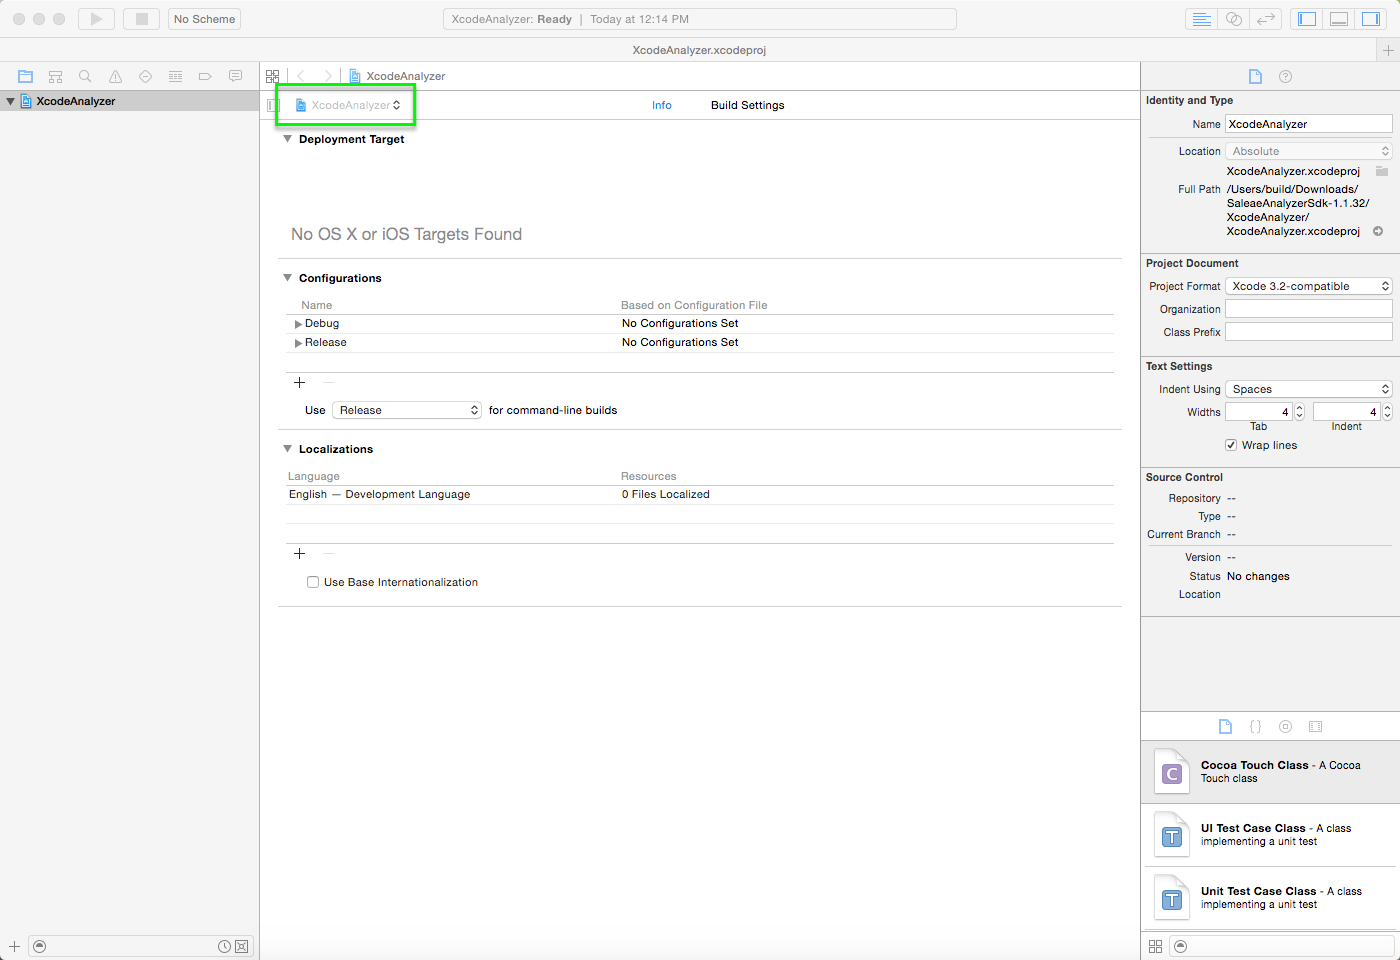 No Scheme
XcodeAnalyzer: Ready | Today at 12:14 PM
XcodeAnalyzer.xcodeproj
XcodeAnalyzer
XcodeAnalyzer
XcodeAnalyzer
Info
Build Settings
Deployment Target
No OS X or iOS Targets Found
Configurations
Name Based on Configuration File
Debug No Configurations Set
Release No Configurations Set
Use Release for command-line builds
Localizations
Language Resources
English — Development Language 0 Files Localized
Use Base Internationalization
Identity and Type
Name XcodeAnalyzer
Location Absolute
XcodeAnalyzer.xcodeproj
Full Path /Users/build/Downloads/
SaleaeAnalyzerSdk-1.1.32/
XcodeAnalyzer/
XcodeAnalyzer.xcodeproj
Project Document
Project Format Xcode 3.2-compatible
Organization
Class Prefix
Text Settings
Indent Using Spaces
Widths 4 4
Tab Indent
Wrap lines
Source Control
Repository --
Type --
Current Branch --
Version --
Status No changes
Location
C
Cocoa Touch Class - A Cocoa
Touch class
T
UI Test Case Class - A class
implementing a unit test
T
Unit Test Case Class - A class
implementing a unit test